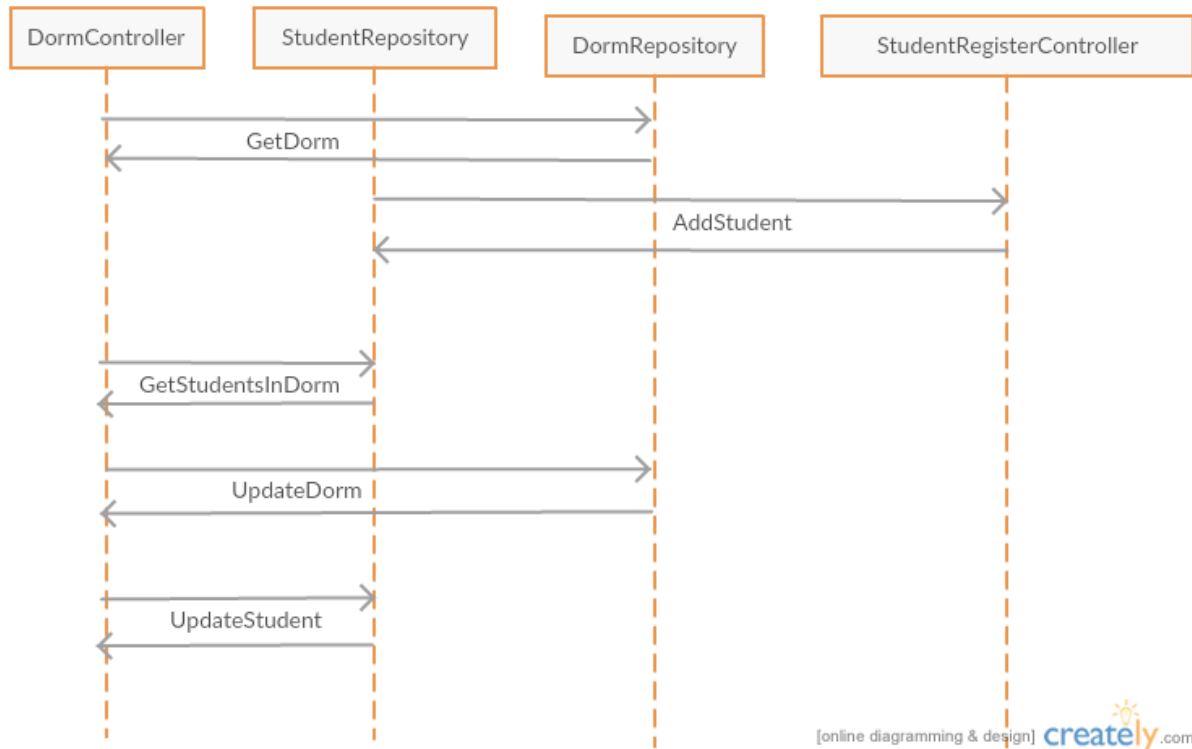 DormController
StudentRepository
DormRepository
StudentRegisterController
GetDorm
AddStudent
GetStudentsInDorm
UpdateDorm
UpdateStudent
[online diagramming & design] creately.com